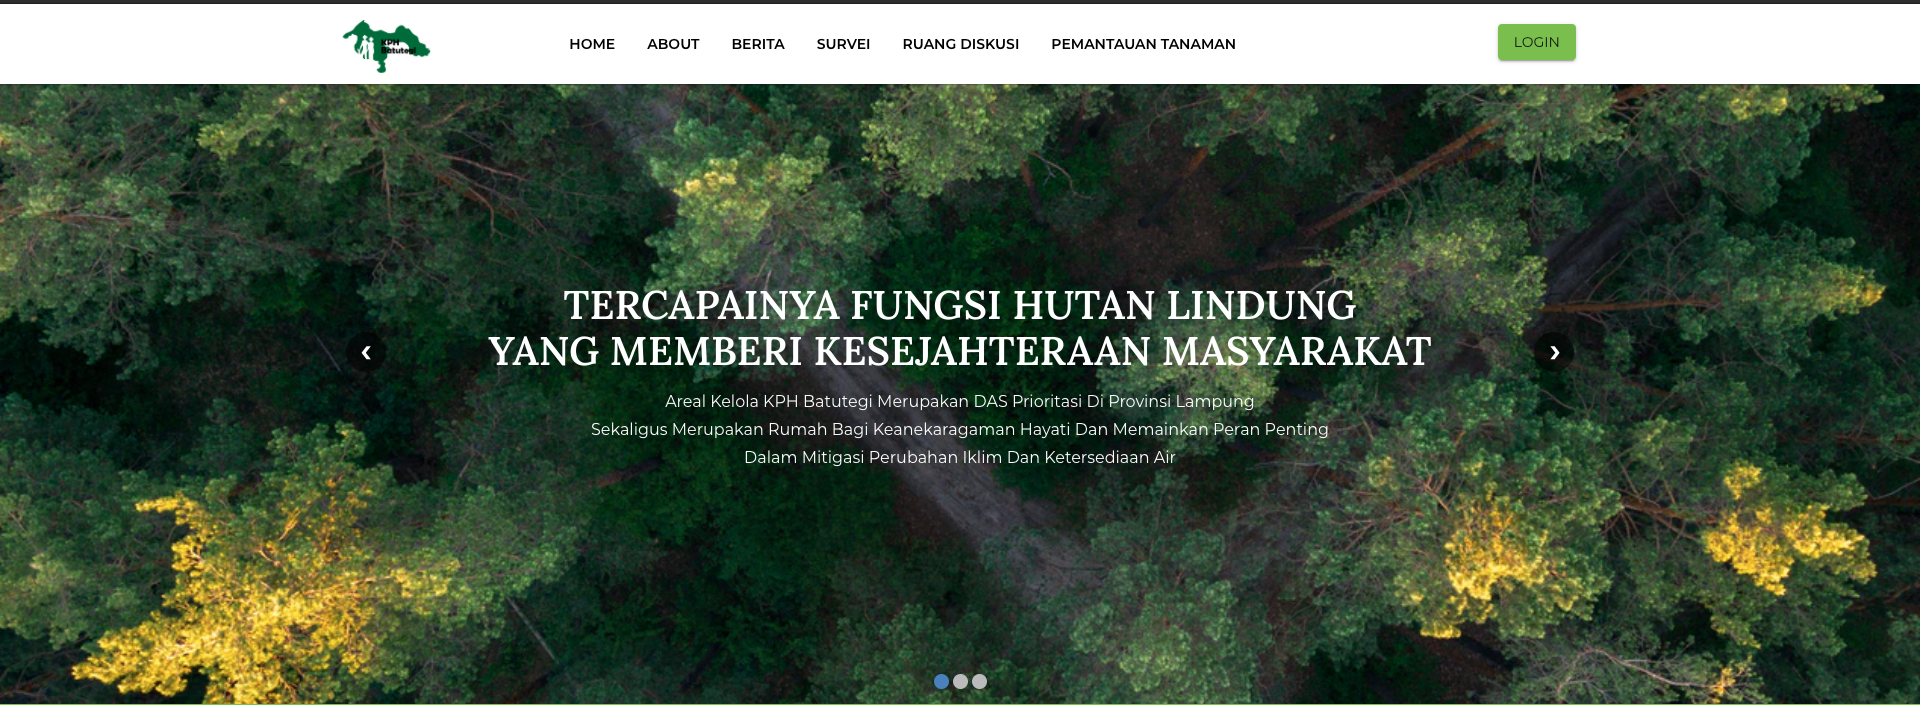 KPH
Batutegi
HOME
ABOUT
BERITA
SURVEI
RUANG DISKUSI
PEMANTAUAN TANAMAN
LOGIN
TERCAPAINYA FUNGSI HUTAN LINDUNG
YANG MEMBERI KESEJAHTERAAN MASYARAKAT
Areal Kelola KPH Batutegi Merupakan DAS Prioritasi Di Provinsi Lampung
Sekaligus Merupakan Rumah Bagi Keanekaragaman Hayati Dan Memainkan Peran Penting
Dalam Mitigasi Perubahan Iklim Dan Ketersediaan Air